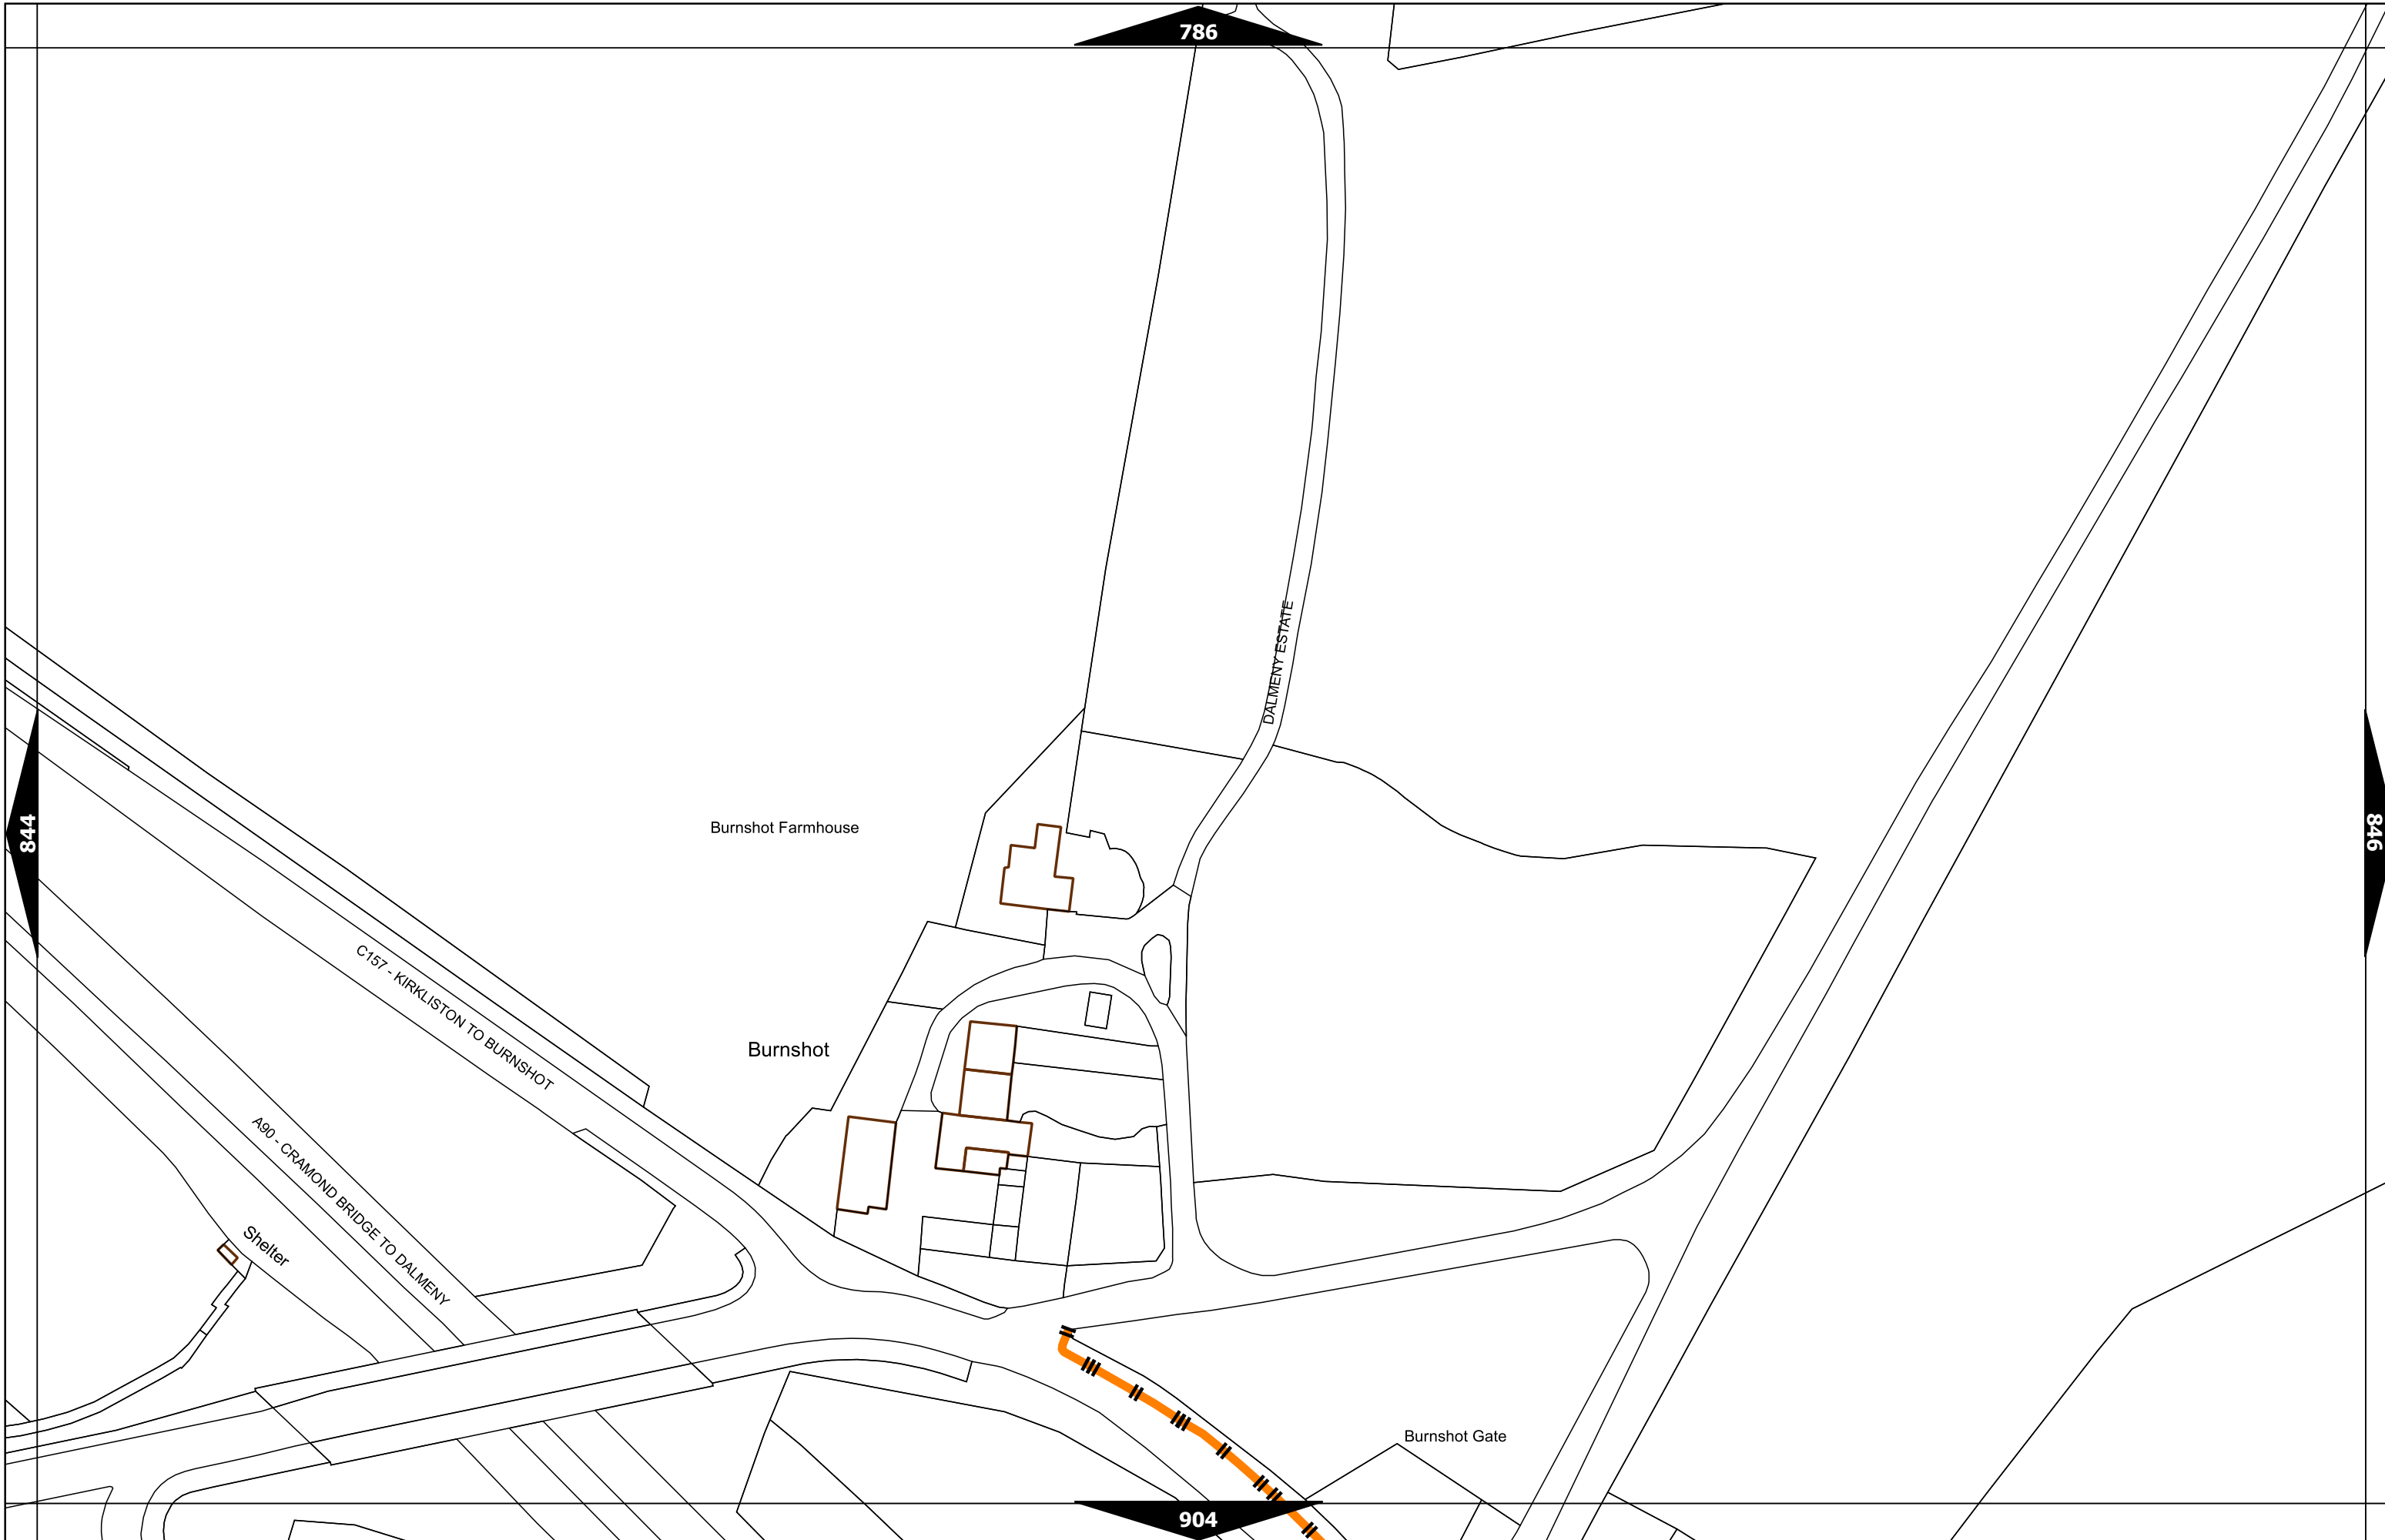 786
DALMENY ESTATE
844
Burnshot Farmhouse
846
C157 - KIRKLISTON TO BURNSHOT
Burnshot
A90 - CRAMOND BRIDGE TO DALMENY
Shelter
Burnshot Gate
904